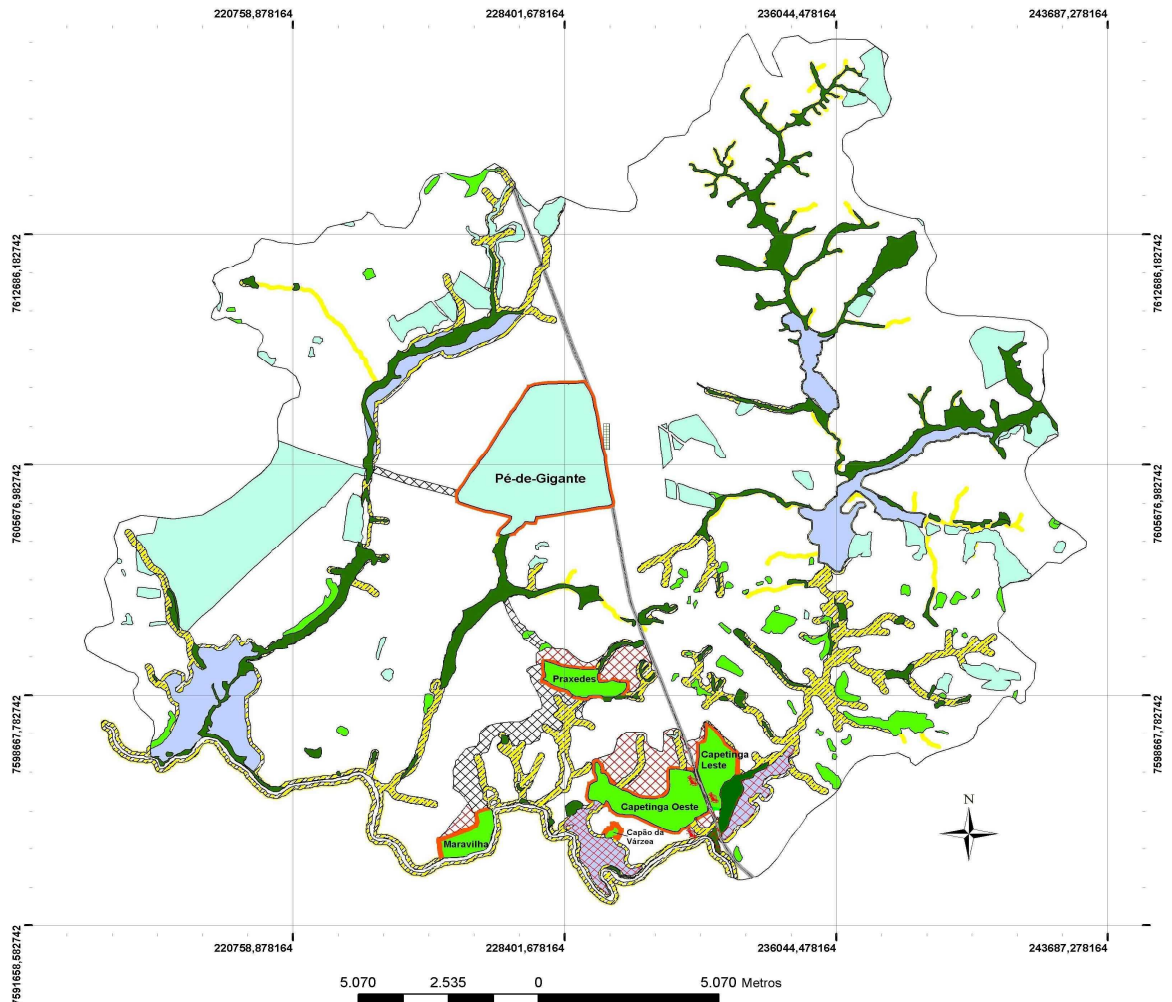 220758,878164
228401,678164
236044,478164
243687,278164
7612686,182742
7612686,182742
Pé-de-Gigante
7605676,982742
7605676,982742
Praxedes
7598667,782742
7598667,782742
Capetinga
Leste
Capetinga Oeste
N
Capão da
Várzea
Maravilha
7591658,582742
220758,878164
228401,678164
236044,478164
243687,278164
5.070
2.535
0
5.070 Metros